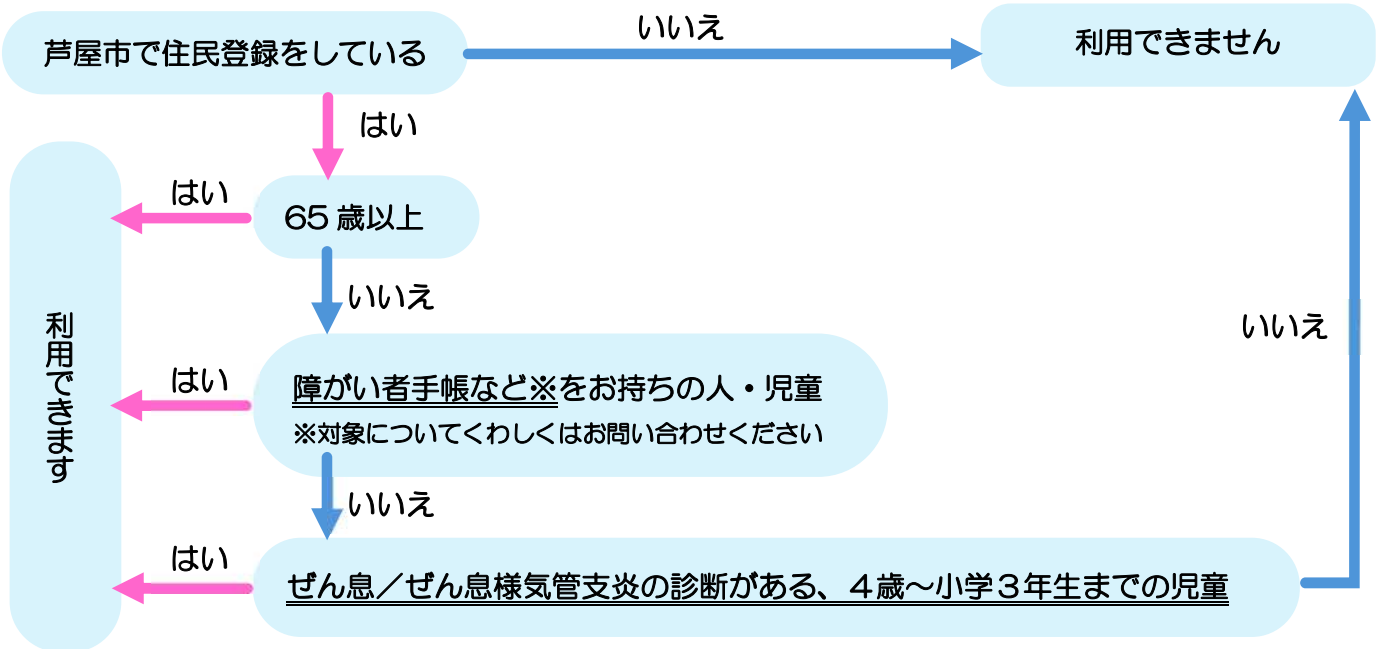 芦屋市で住民登録をしている
いいえ
利用できません
はい
はい
65歳以上
いいえ
利用できます
はい
障がい者手帳など※をお持ちの人・児童
※対象についてくわしくはお問い合わせください
いいえ
いいえ
はい
ぜん息／ぜん息様気管支炎の診断がある、４歳～小学３年生までの児童